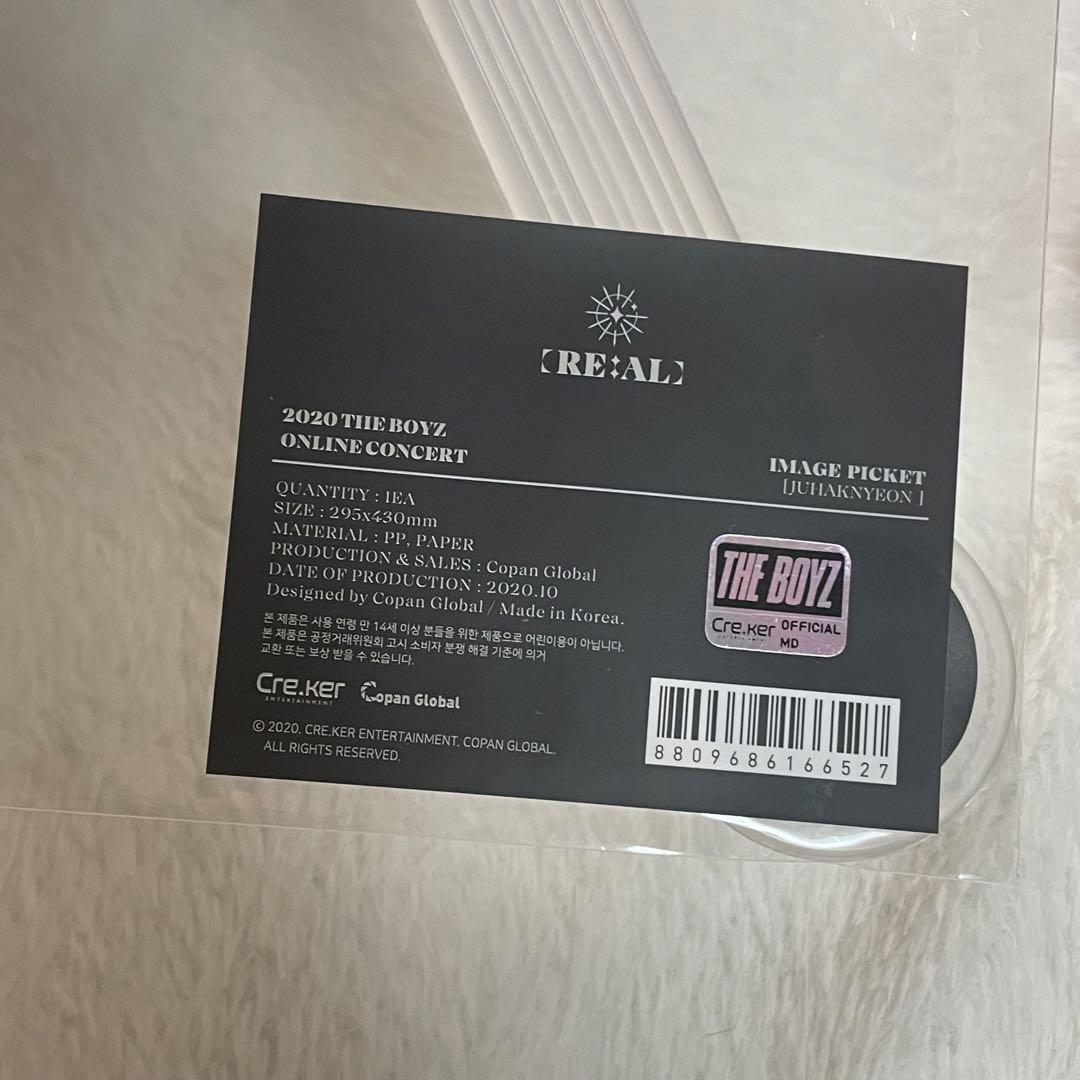 RE:AL
2020 THE BOYZ
ONLINE CONCERT
IMAGE PICKET
[JUHAKNYEON ]
QUANTITY : 1EA
SIZE : 295x430mm
MATERIAL : PP, PAPER
PRODUCTION & SALES : Copan Global
DATE OF PRODUCTION : 2020.10
Designed by Copan Global / Made in Korea.
본 제품은 사용 연령 만 14세 이상 분들을 위한 제품으로 어린이용이 아닙니다.
본 제품은 공정거래위원회 고시 소비자 분쟁 해결 기준에 의거
교환 또는 보상 받을 수 있습니다.
THE BOYZ
Cre.ker OFFICIAL
ENTERTAINMENT
MD
Cre.ker Copan Global
ENTERTAINMENT
© 2020. CRE.KER ENTERTAINMENT. COPAN GLOBAL.
ALL RIGHTS RESERVED.
8809686166527